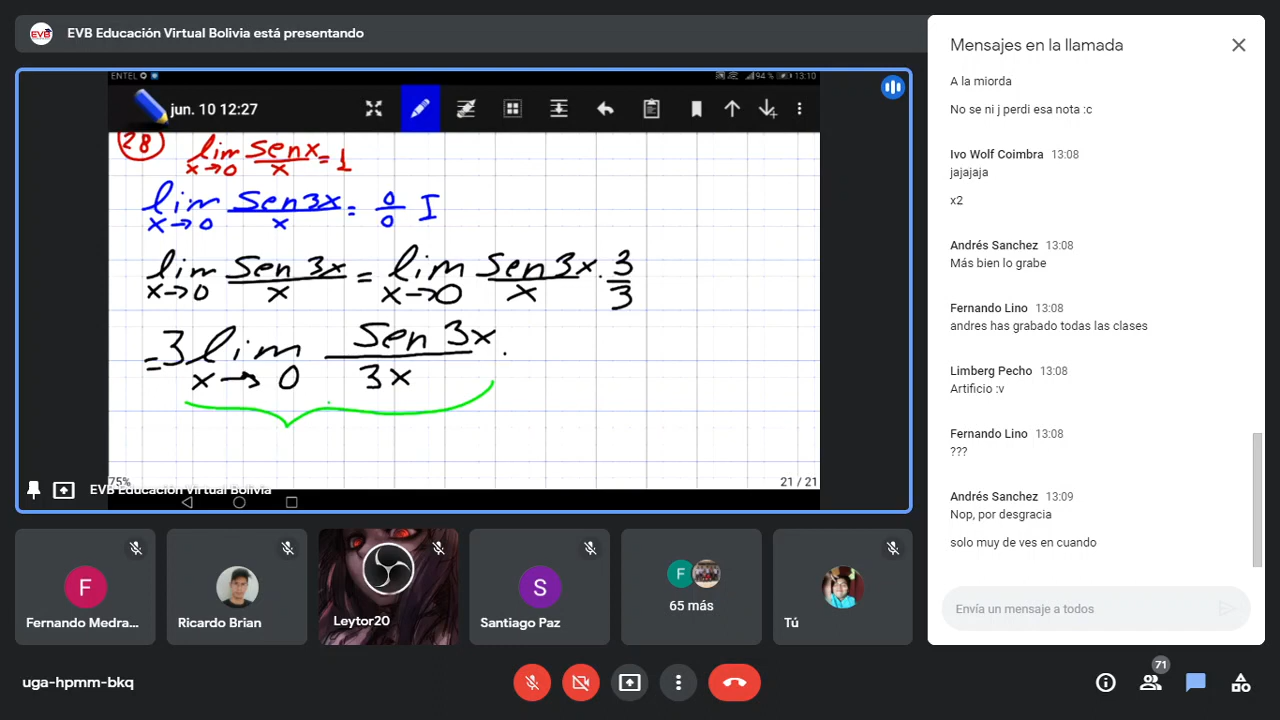 EVB Educación Virtual Bolivia está presentando
ENTEL
94 % 13:10
jun. 10 12:27
28 lim x→0 sen x / x = 1
lim x→0 sen 3x / x = 0/0 I
lim x→0 sen 3x / x = lim x→0 sen 3x / x · 3/3
= 3 lim x→0 sen 3x / 3x .
75%
21 / 21
EVB Educación Virtual Bolivia
Fernando Medra...
Ricardo Brian
Leytor20
S
Santiago Paz
F
65 más
Tú
F
uga-hpmm-bkq
Mensajes en la llamada
A la miorda
No se ni j perdi esa nota :c
Ivo Wolf Coimbra 13:08
jajajaja
x2
Andrés Sanchez 13:08
Más bien lo grabe
Fernando Lino 13:08
andres has grabado todas las clases
Limberg Pecho 13:08
Artificio :v
Fernando Lino 13:08
???
Andrés Sanchez 13:09
Nop, por desgracia
solo muy de ves en cuando
Envía un mensaje a todos
71